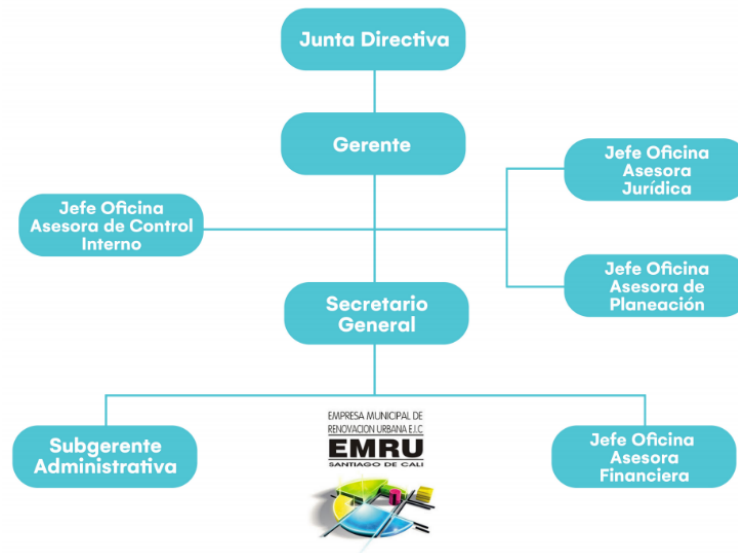 Junta Directiva
Gerente
Jefe Oficina
Asesora
Jurídica
Jefe Oficina
Asesora de Control
Interno
Jefe Oficina
Asesora de
Planeación
Secretario
General
EMPRESA MUNICIPAL DE
RENOVACION URBANA E.I.C
EMRU
SANTIAGO DE CALI
Subgerente
Administrativa
Jefe Oficina
Asesora
Financiera